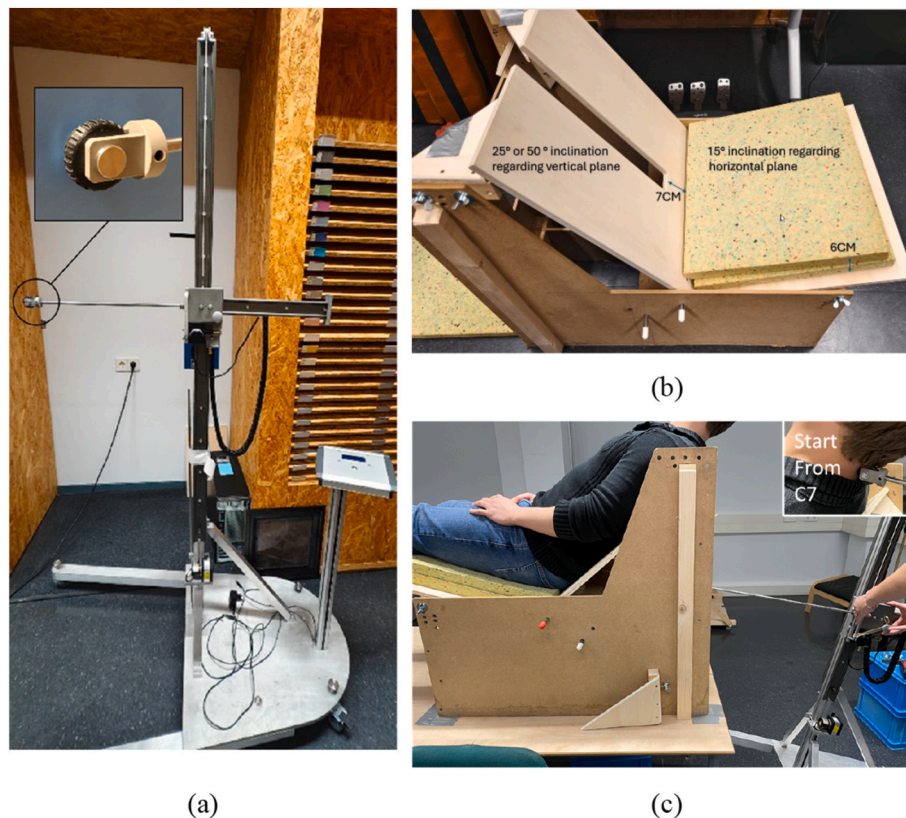 (a)
25° or 50 ° inclination
regarding vertical plane
15° inclination regarding
horizontal plane
7CM
6CM
(b)
Start
From
C7
(c)